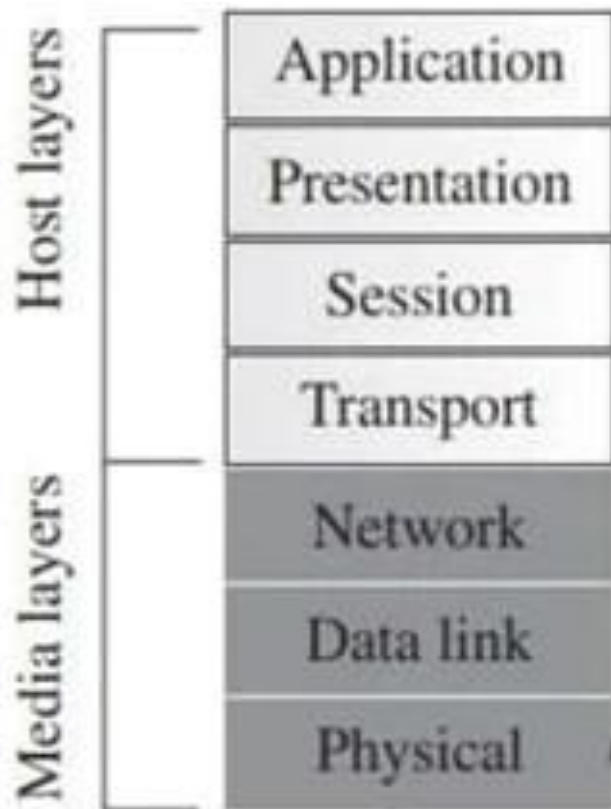 Host layers
Application
Presentation
Session
Transport
Media layers
Network
Data link
Physical